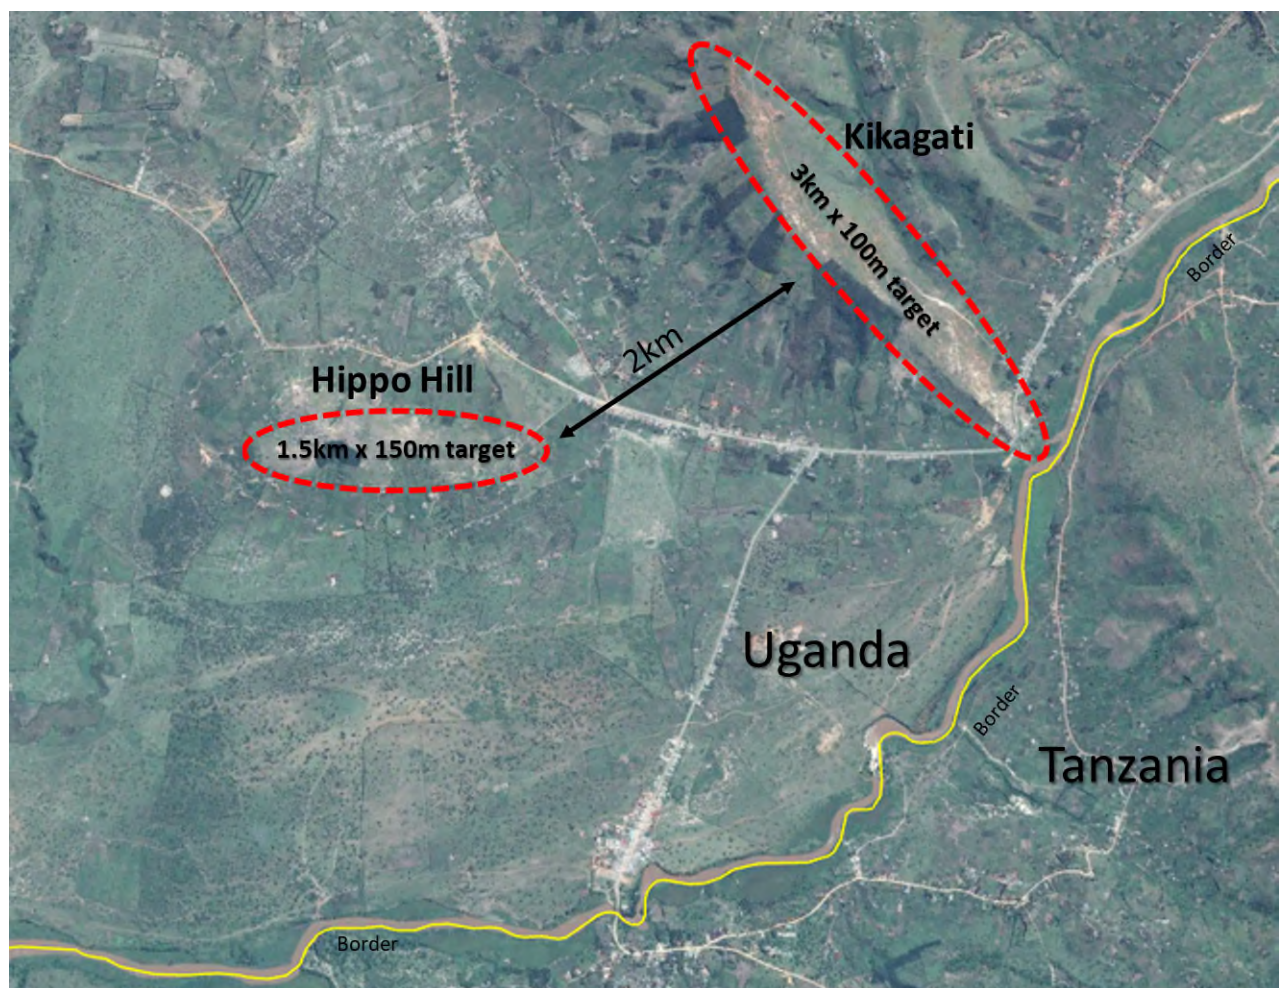 Kikagati
3km x 100m target
Border
2km
Hippo Hill
1.5km x 150m target
Uganda
Border
Tanzania
Border